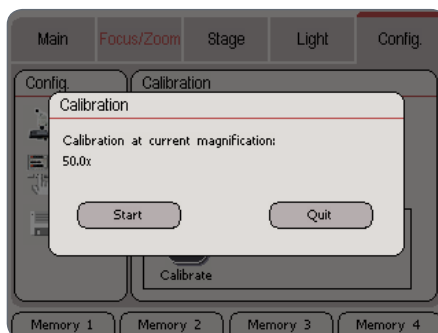 Main Focus/Zoom Stage Light Config.
Config. Calibration
Calibration
Calibration at current magnification:
50.0x
Start Quit
Calibrate
Memory 1 Memory 2 Memory 3 Memory 4